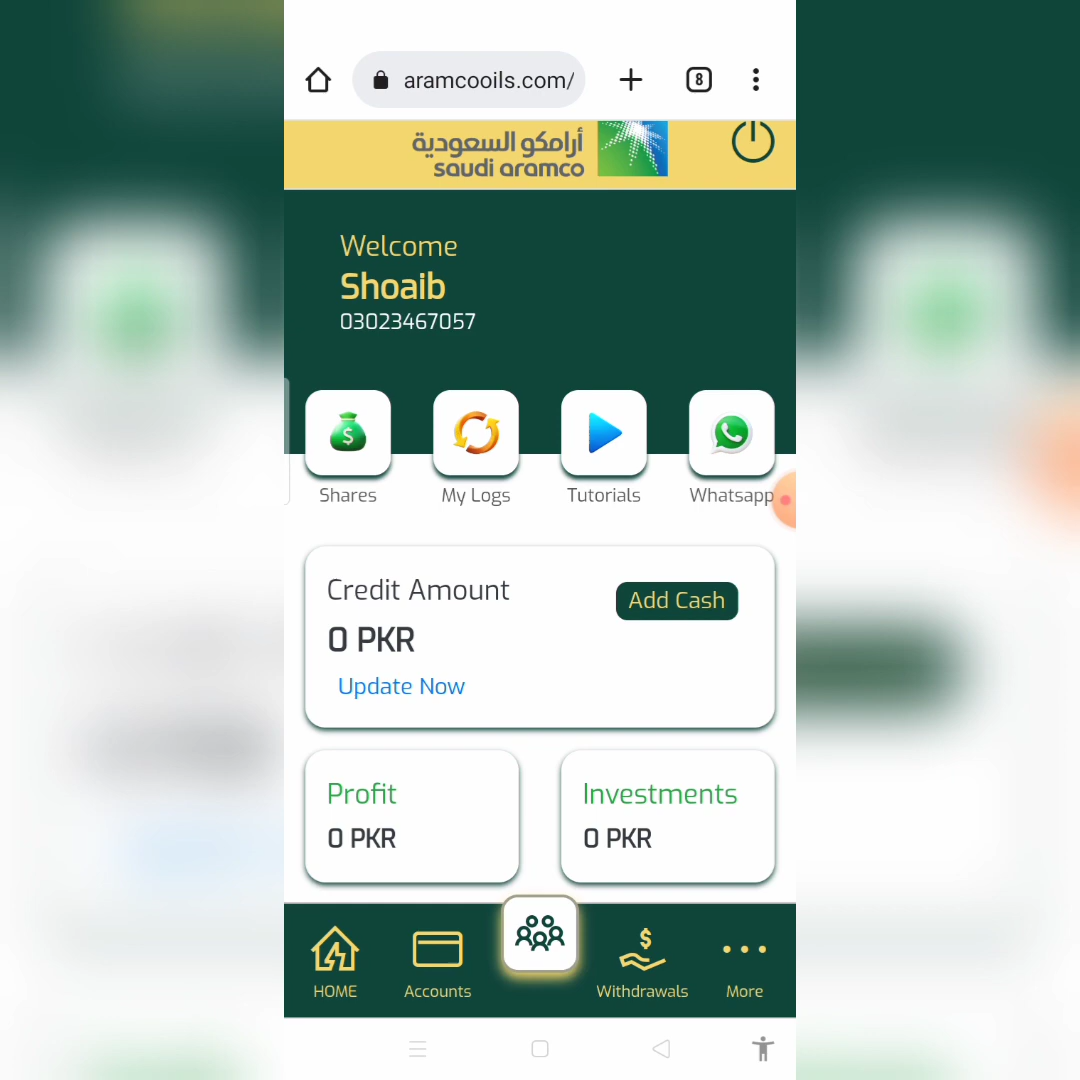 aramcooils.com/
8
أرامكو السعودية
saudi aramco
Welcome
Shoaib
03023467057
$
Shares
My Logs
Tutorials
Whatsapp
Credit Amount
Add Cash
0 PKR
Update Now
Profit
Investments
0 PKR
0 PKR
$
HOME
Accounts
Withdrawals
More